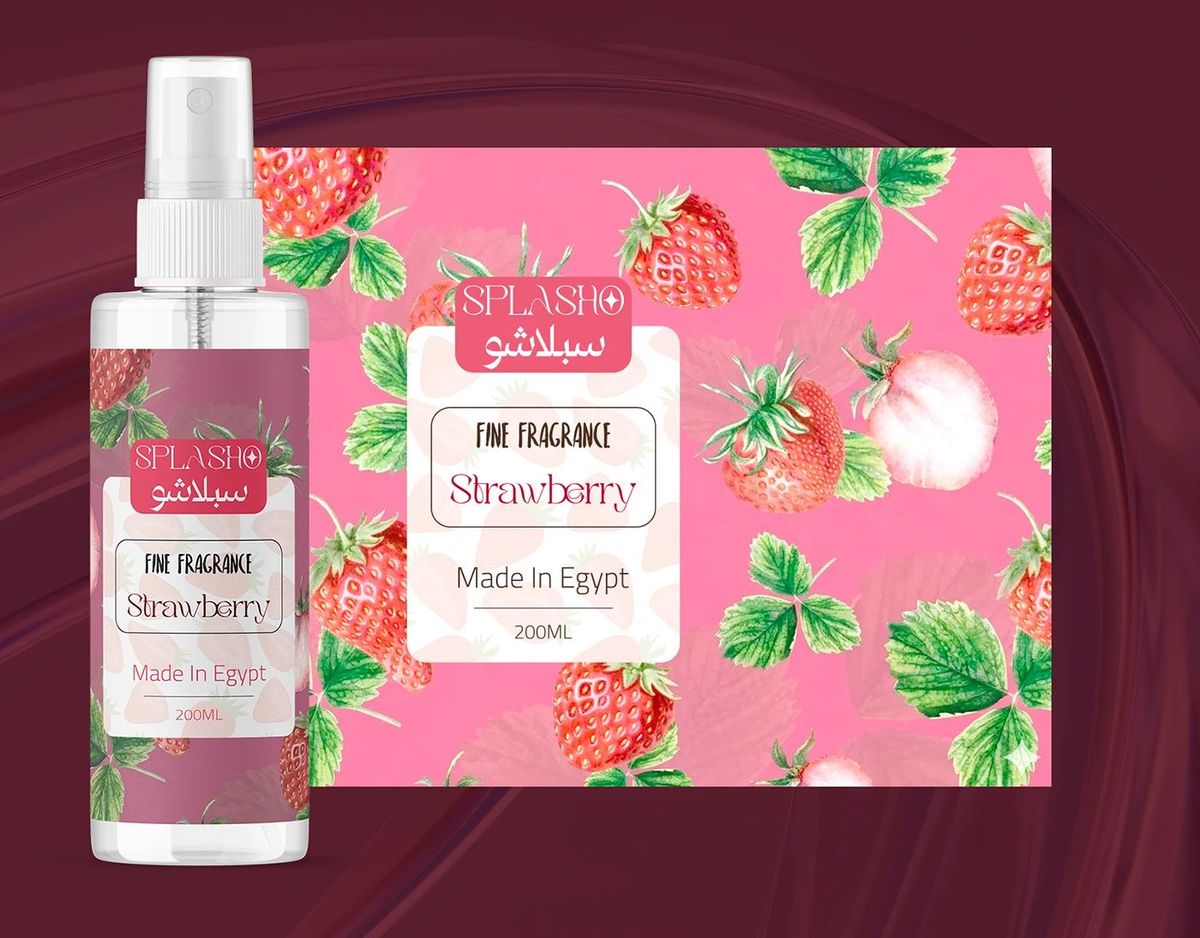 SPLASHO
سبلاشو
FINE FRAGRANCE
Strawberry
Made In Egypt
200ML
SPLASHO
سبلاشو
FINE FRAGRANCE
Strawberry
Made In Egypt
200ML